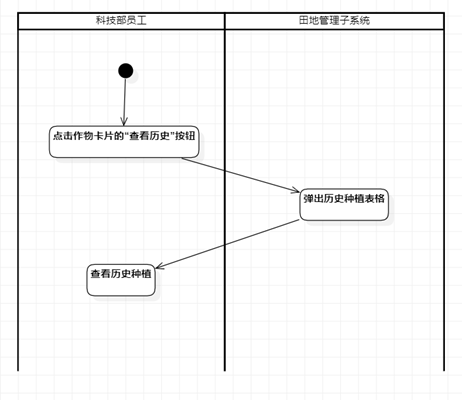 科技部员工
田地管理子系统
点击作物卡片的“查看历史”按钮
弹出历史种植表格
查看历史种植